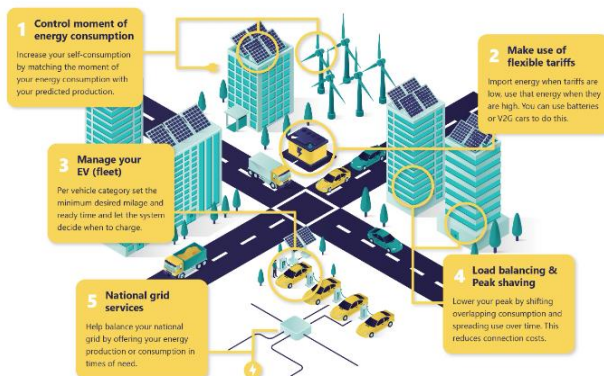 1
Control moment of
energy consumption
Increase your self-consumption
by matching the moment of
your energy consumption with
your predicted production.
2
Make use of
flexible tariffs
Import energy when tariffs are
low, use that energy when they
are high. You can use batteries
or V2G cars to do this.
3
Manage your
EV (fleet)
Per vehicle category set the
minimum desired milage and
ready time and let the system
decide when to charge.
4
Load balancing &
Peak shaving
Lower your peak by shifting
overlapping consumption and
spreading use over time. This
reduces connection costs.
5
National grid
services
Help balance your national
grid by offering your energy
production or consumption in
times of need.